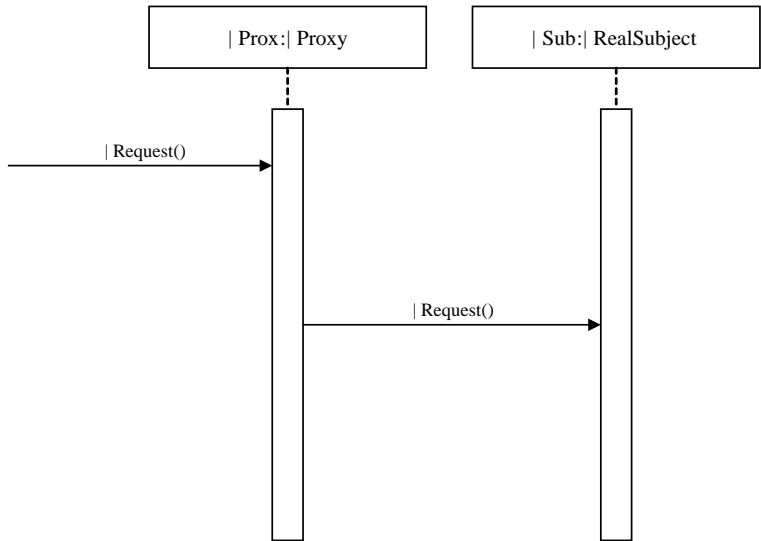 | Prox:| Proxy
| Sub:| RealSubject
| Request()
| Request()